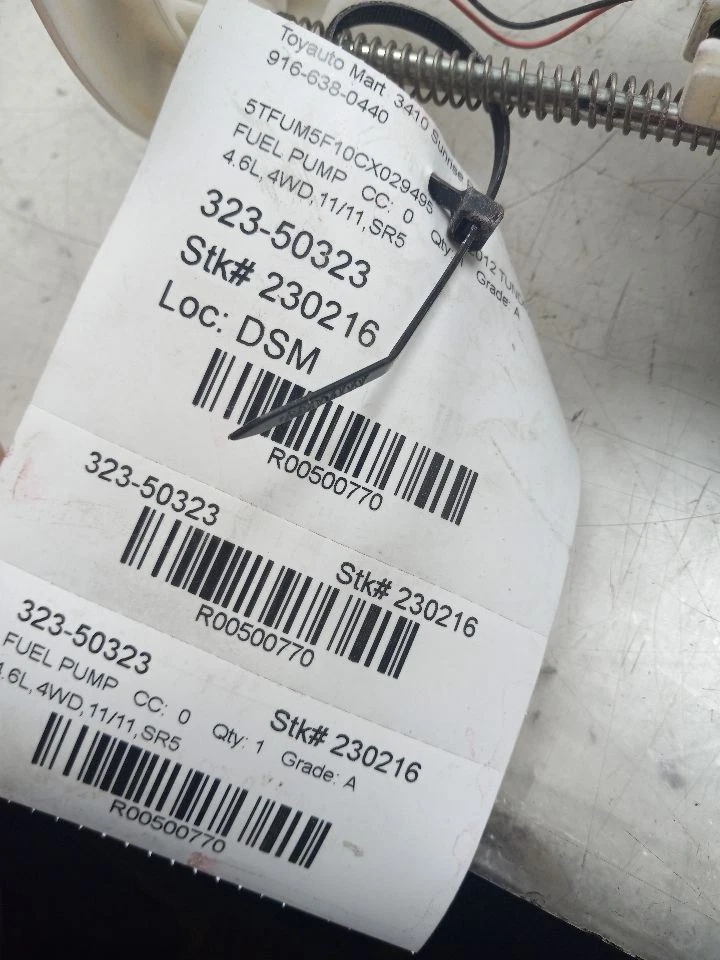 Toyauto Mart 3410 Sunrise
916-638-0440
5TFUM5F10CX029495 2012
FUEL PUMP CC: 0 Qty: Grade: A
4.6L,4WD,11/11,SR5
323-50323
Stk# 230216
Loc: DSM
R00500770
323-50323 Stk# 230216
R00500770
323-50323 Stk# 230216
FUEL PUMP CC: 0 Qty: 1 Grade: A
4.6L,4WD,11/11,SR5
R00500770